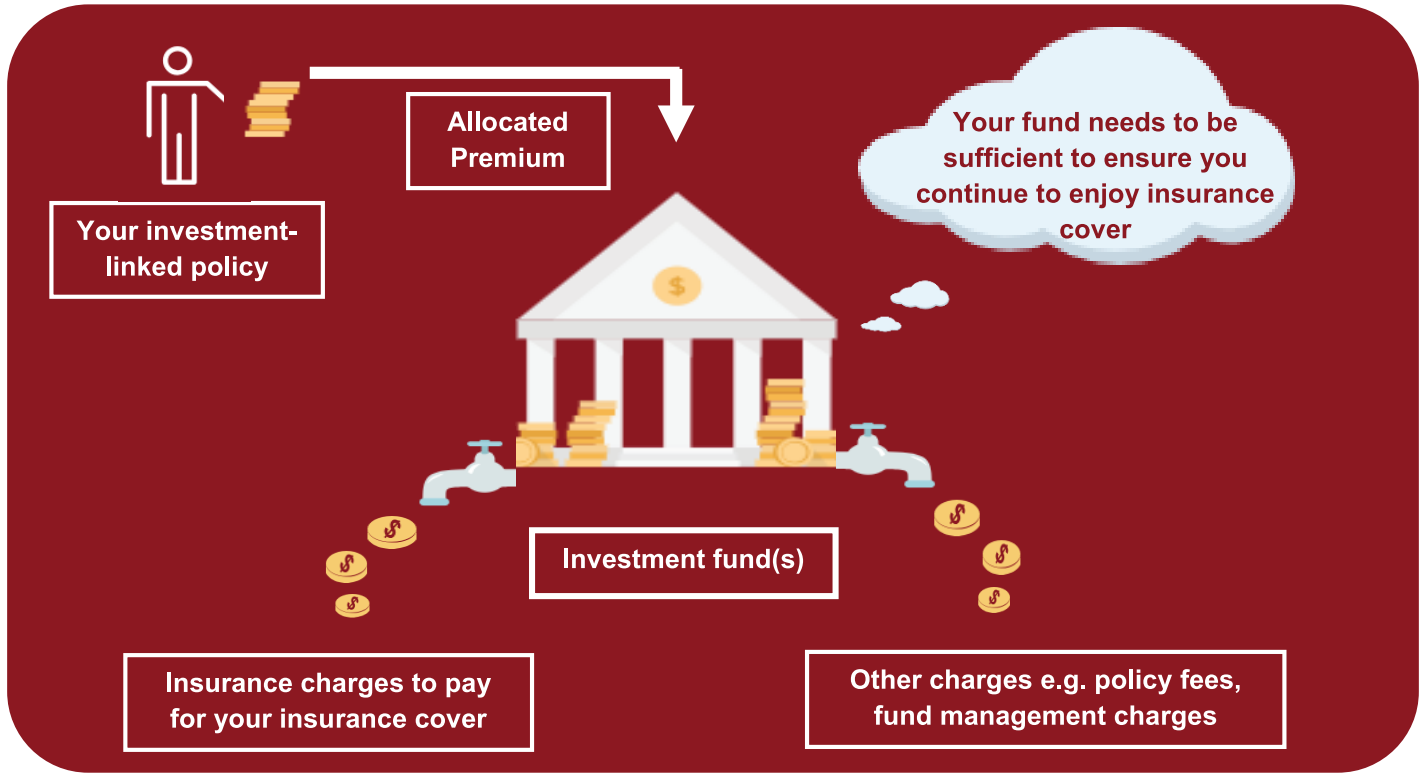 Allocated
Premium
Your investment-
linked policy
Your fund needs to be
sufficient to ensure you
continue to enjoy insurance
cover
$
Investment fund(s)
$
$
$
$
$
$
Insurance charges to pay
for your insurance cover
Other charges e.g. policy fees,
fund management charges